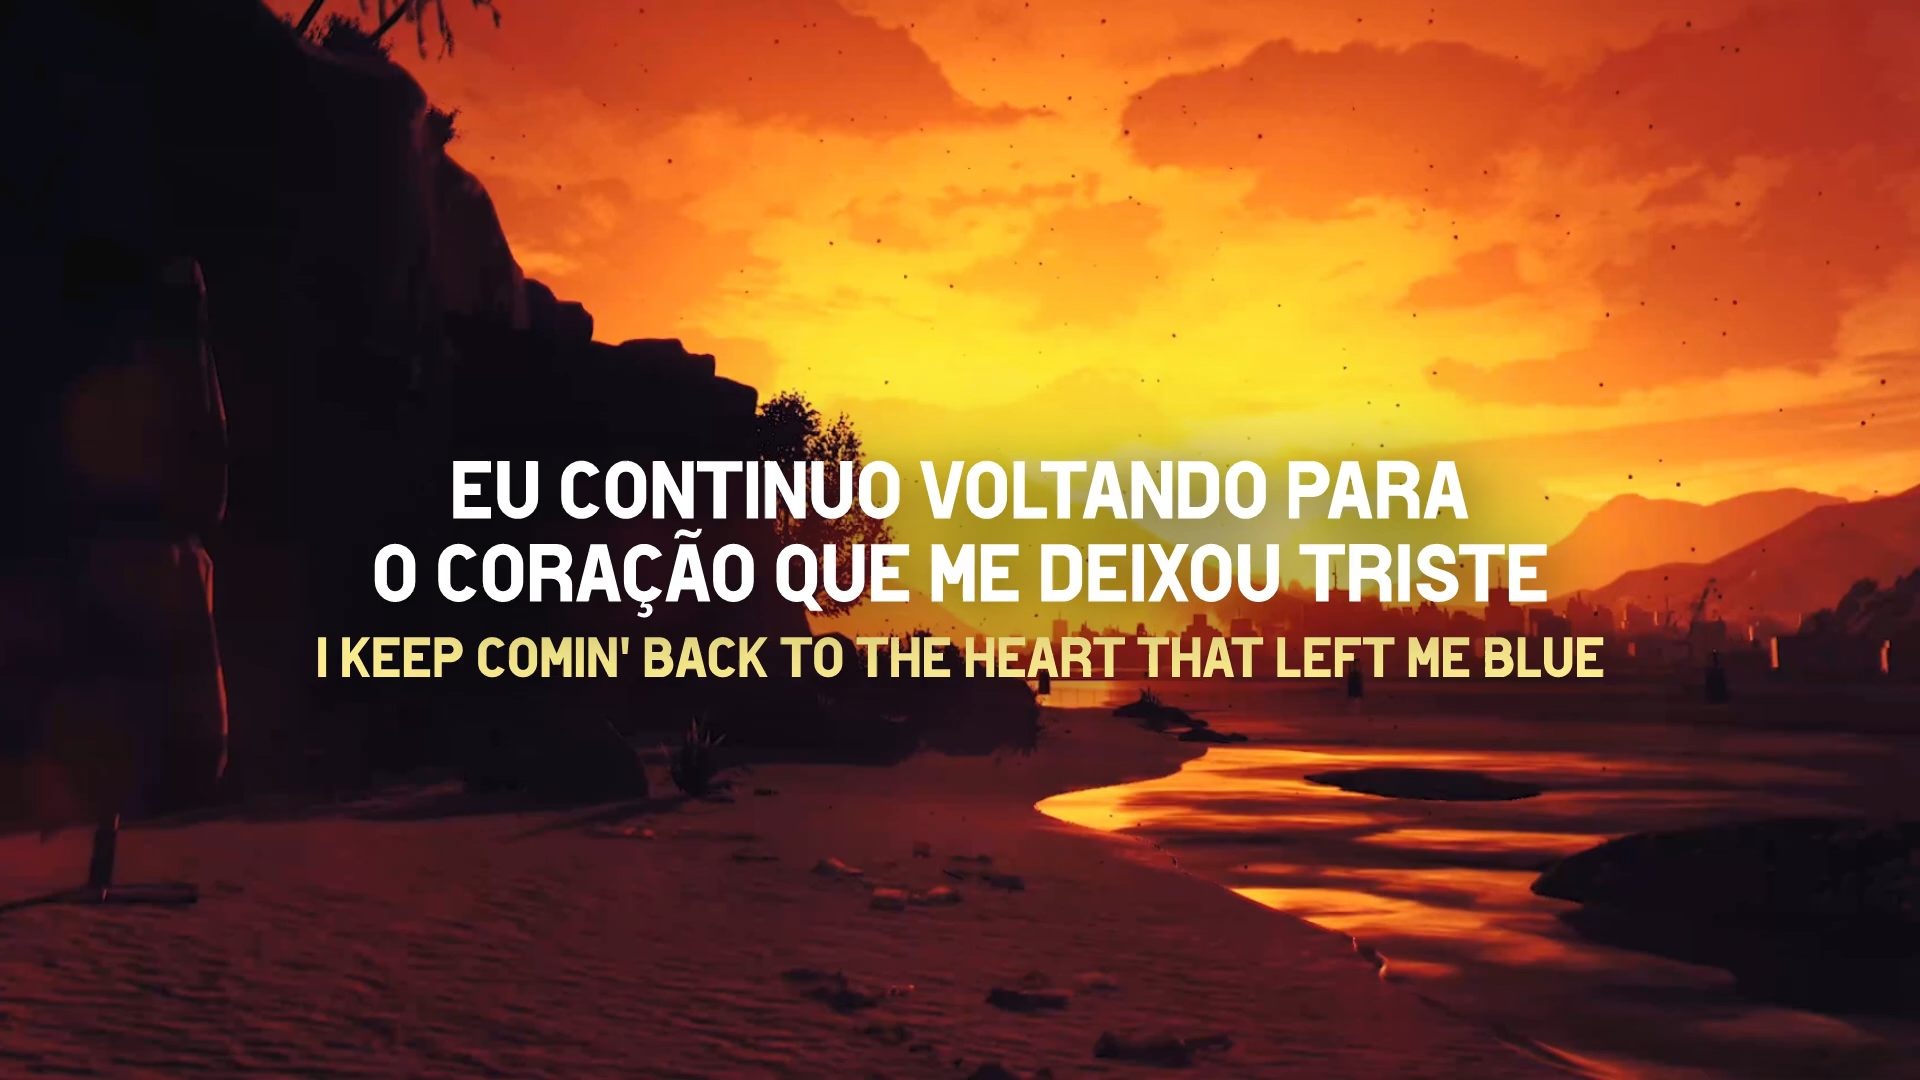 EU CONTINUO VOLTANDO PARA
O CORAÇÃO QUE ME DEIXOU TRISTE
I KEEP COMIN' BACK TO THE HEART THAT LEFT ME BLUE